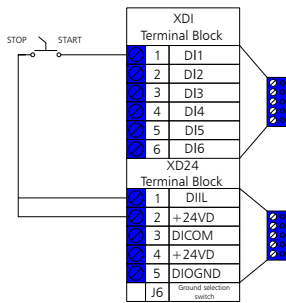 XDI
Terminal Block
STOP START
1 DI1
2 DI2
3 DI3
4 DI4
5 DI5
6 DI6
XD24
Terminal Block
1 DIIL
2 +24VD
3 DICOM
4 +24VD
5 DIOGND
J6 Ground selection
switch